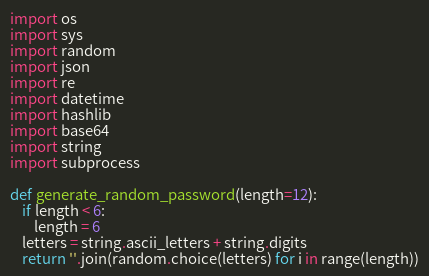 import os
import sys
import random
import json
import re
import datetime
import hashlib
import base64
import string
import subprocess

def generate_random_password(length=12):
    if length < 6:
        length = 6
    letters = string.ascii_letters + string.digits
    return ''.join(random.choice(letters) for i in range(length))